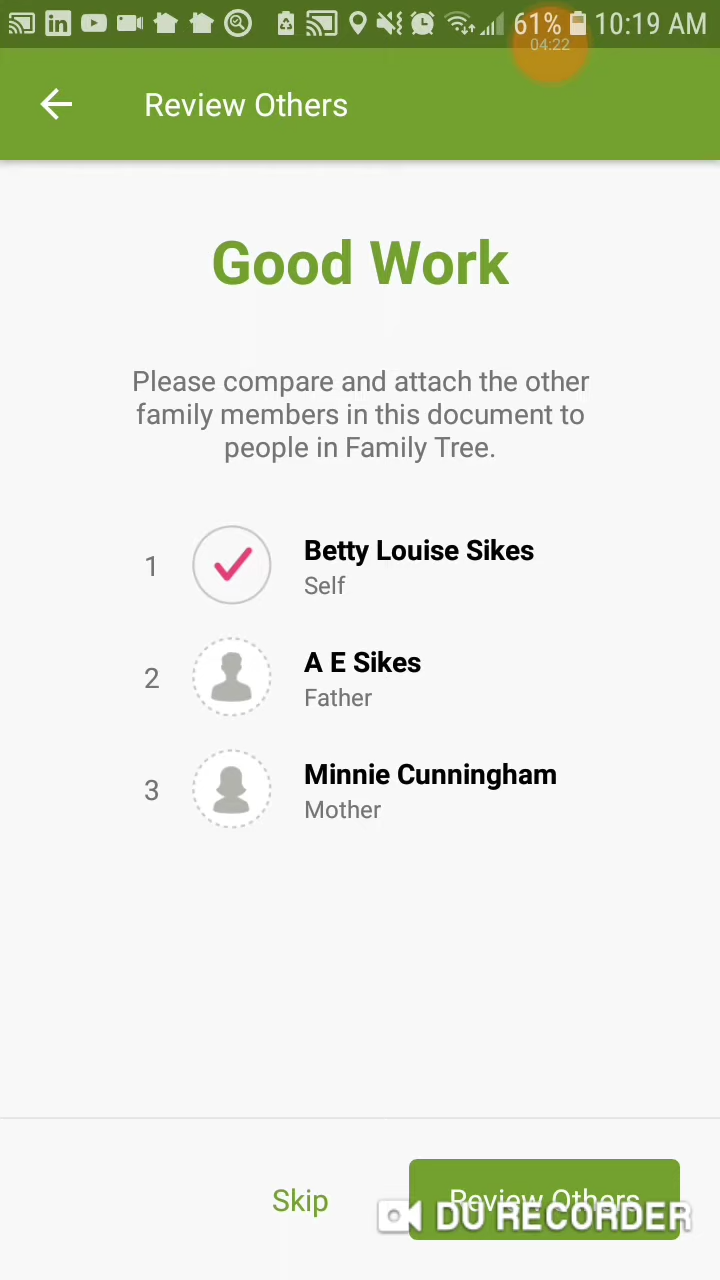 61% 10:19 AM
04:22
Review Others
Good Work
Please compare and attach the other
family members in this document to
people in Family Tree.
1 Betty Louise Sikes
Self
2 A E Sikes
Father
3 Minnie Cunningham
Mother
Skip Review Others
DU RECORDER